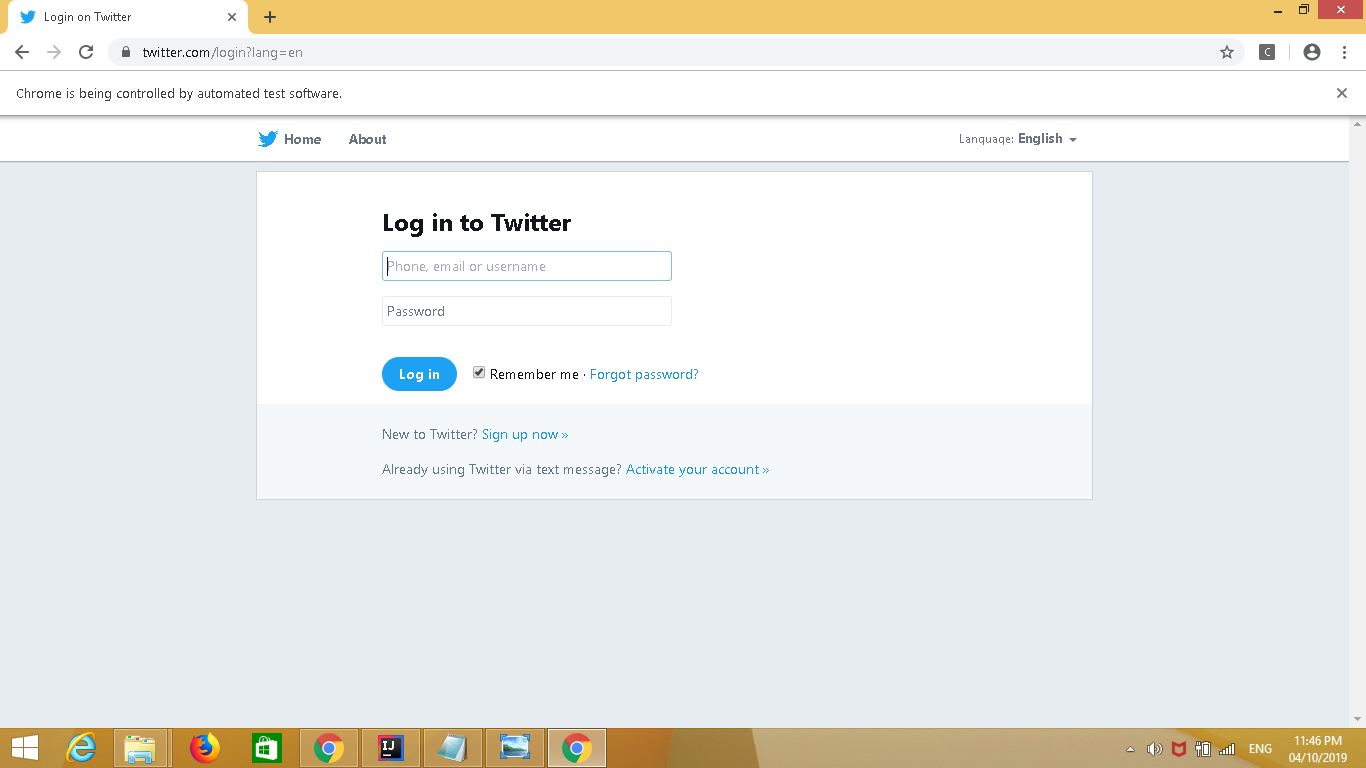 Login on Twitter
twitter.com/login?lang=en
C
Chrome is being controlled by automated test software.
Home About Language: English
Log in to Twitter
Phone, email or username
Password
Log in Remember me · Forgot password?
New to Twitter? Sign up now »
Already using Twitter via text message? Activate your account »
IJ
ENG
11:46 PM
04/10/2019